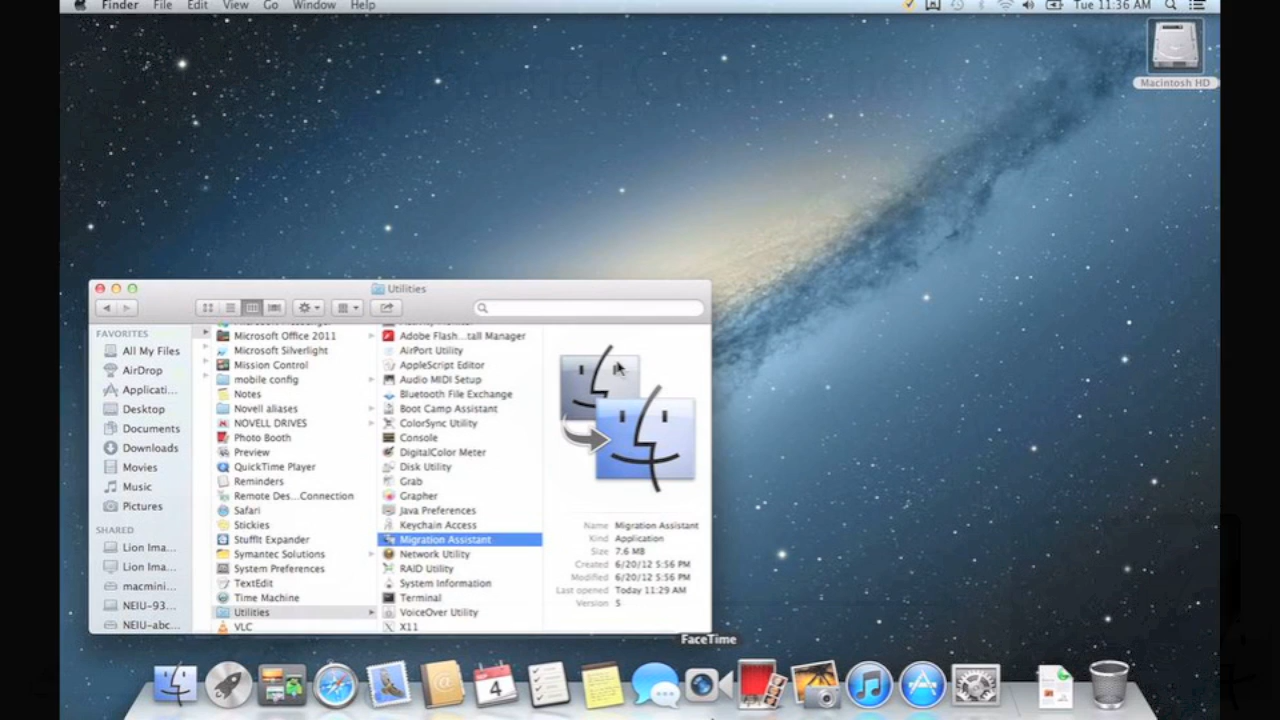 Finder File Edit View Go Window Help Tue 11:36 AM
Macintosh HD
Utilities
FAVORITES
All My Files
AirDrop
Applicati...
Desktop
Documents
Downloads
Movies
Music
Pictures
SHARED
Lion Ima...
Lion Ima...
macmini...
NEIU-93...
NEIU-abc...
Microsoft Office 2011
Microsoft Silverlight
Mission Control
mobile config
Notes
Novell aliases
NOVELL DRIVES
Photo Booth
Preview
QuickTime Player
Reminders
Remote Des...Connection
Safari
Stickies
StuffIt Expander
Symantec Solutions
System Preferences
TextEdit
Time Machine
Utilities
VLC
Adobe Flash...tall Manager
AirPort Utility
AppleScript Editor
Audio MIDI Setup
Bluetooth File Exchange
Boot Camp Assistant
ColorSync Utility
Console
DigitalColor Meter
Disk Utility
Grab
Grapher
Java Preferences
Keychain Access
Migration Assistant
Network Utility
RAID Utility
System Information
Terminal
VoiceOver Utility
X11
Name Migration Assistant
Kind Application
Size 7.6 MB
Created 6/20/12 5:56 PM
Modified 6/20/12 5:56 PM
Last opened Today 11:29 AM
Version 5
FaceTime
4